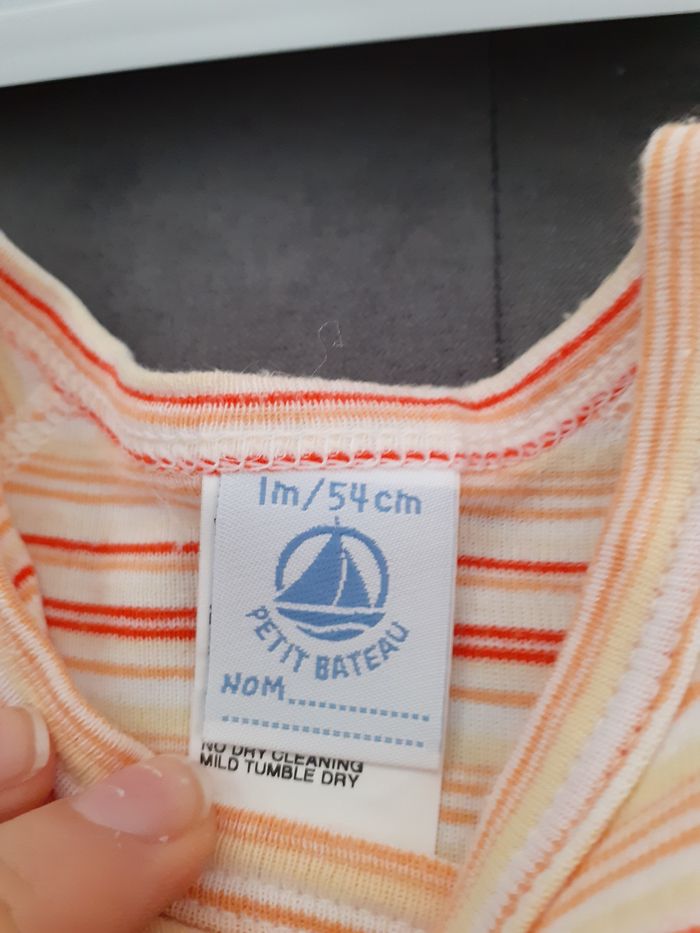 1m/54cm
PETIT BATEAU
NOM
NO DRY CLEANING
MILD TUMBLE DRY